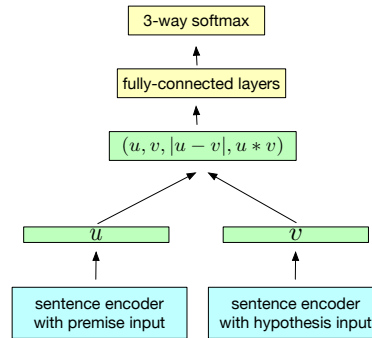 3-way softmax
fully-connected layers
(u, v, |u − v|, u ∗ v)
u
v
sentence encoder
with premise input
sentence encoder
with hypothesis input